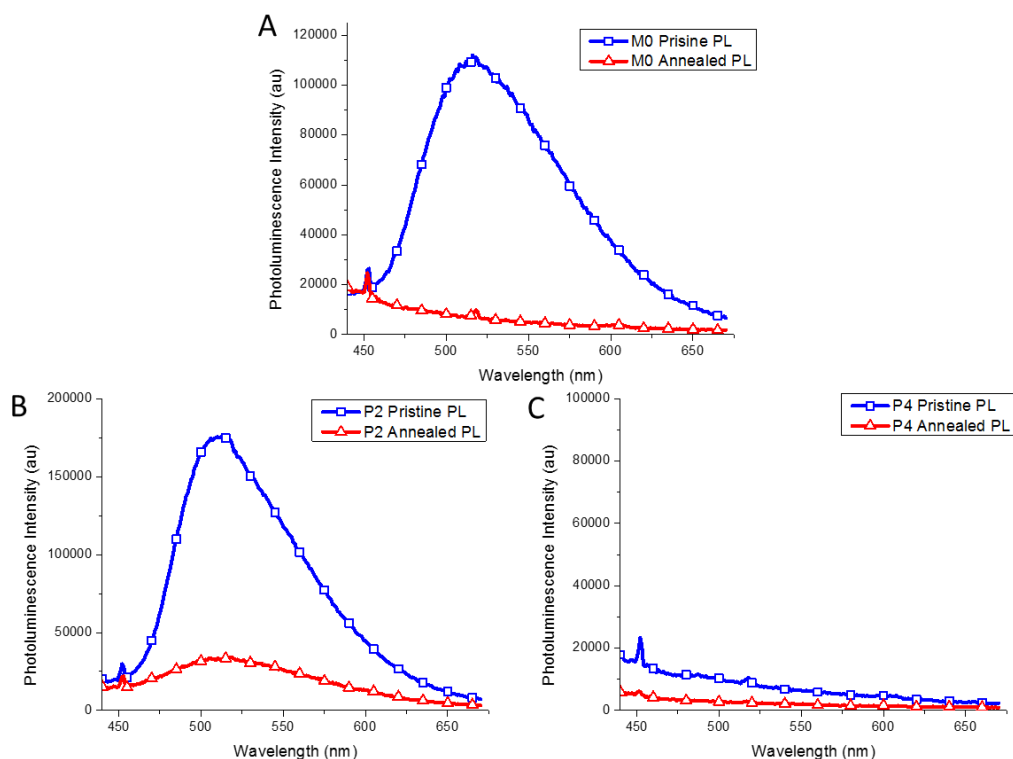 A
M0 Prisine PL
M0 Annealed PL
120000
100000
80000
60000
40000
20000
0
Photoluminescence Intensity (au)
450 500 550 600 650
Wavelength (nm)
B
P2 Pristine PL
P2 Annealed PL
200000
150000
100000
50000
0
Photoluminescence Intensity (au)
450 500 550 600 650
Wavelength (nm)
C
P4 Pristine PL
P4 Annealed PL
100000
80000
60000
40000
20000
0
Photoluminescence Intensity (au)
450 500 550 600 650
Wavelength (nm)